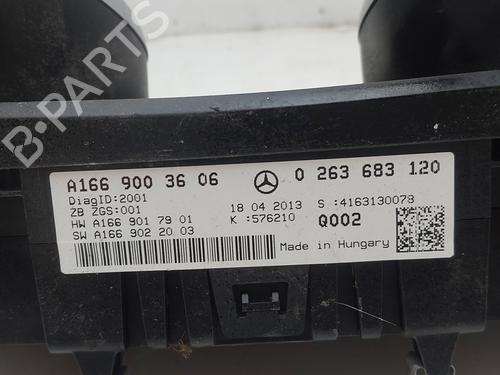 B-PARTS
A166 900 36 06 0 263 683 120
DiagID:2001
ZB ZGS:001 18 04 2013 S :4163130078
HW A166 901 79 01 K :576210 Q002
SW A166 902 20 03
Made in Hungary